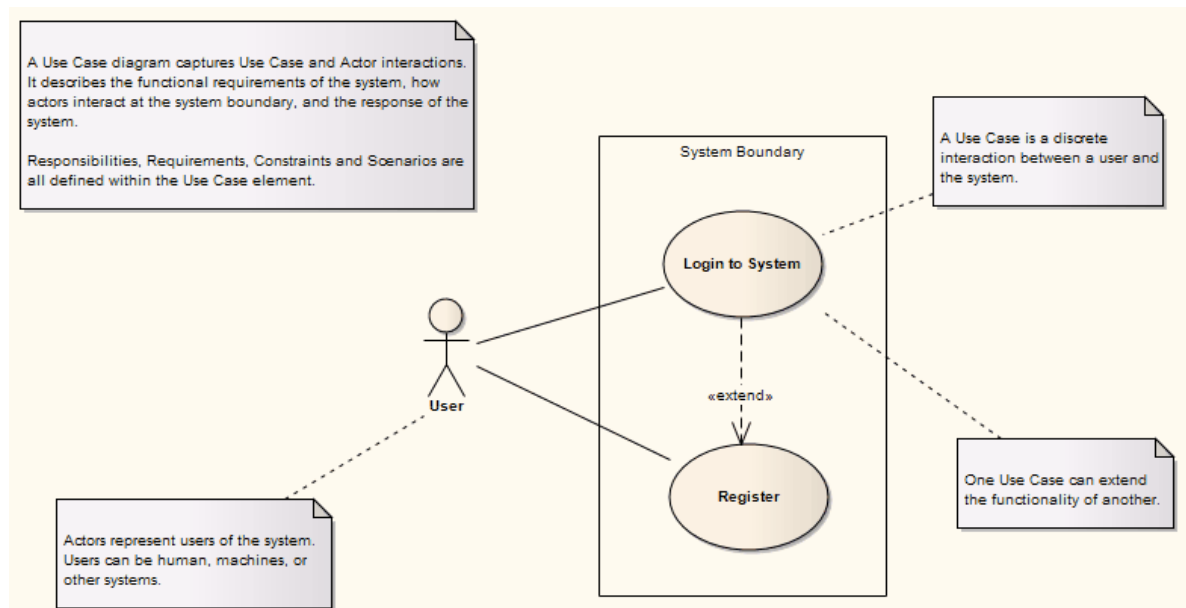 A Use Case diagram captures Use Case and Actor interactions.
It describes the functional requirements of the system, how
actors interact at the system boundary, and the response of the
system.
Responsibilities, Requirements, Constraints and Scenarios are
all defined within the Use Case element.
System Boundary
A Use Case is a discrete
interaction between a user and
the system.
Login to System
User
«extend»
Register
One Use Case can extend
the functionality of another.
Actors represent users of the system.
Users can be human, machines, or
other systems.